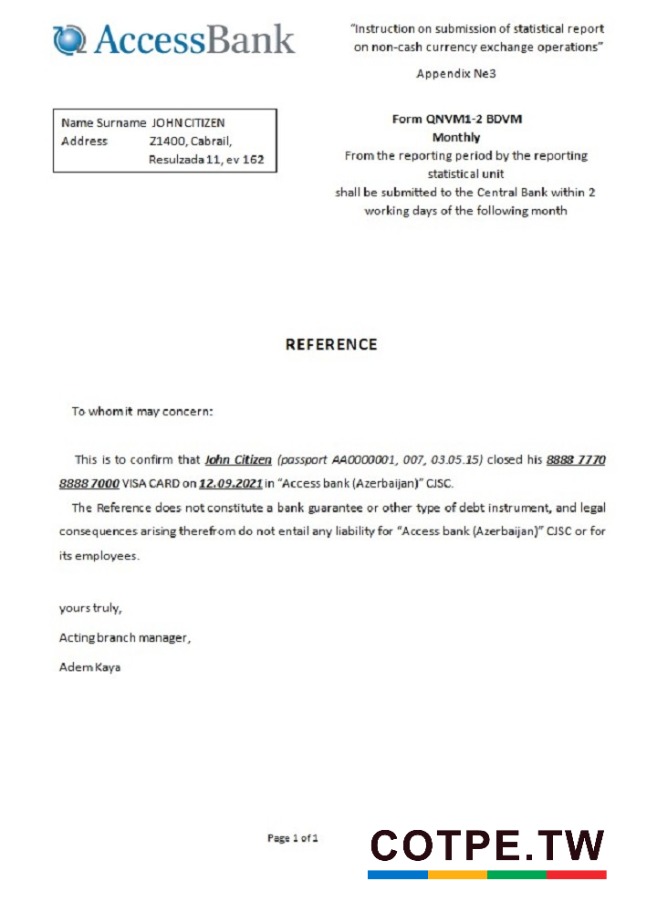 AccessBank
"Instruction on submission of statistical report
on non-cash currency exchange operations"
Appendix №3
Name Surname JOHN CITIZEN
Address Z1400, Cabrail,
Resulzada 11, ev 162
Form QNVM1-2 BDVM
Monthly
From the reporting period by the reporting
statistical unit
shall be submitted to the Central Bank within 2
working days of the following month
REFERENCE
To whom it may concern:
This is to confirm that John Citizen (passport AA0000001, 007, 03.05.15) closed his 8888 7770
8888 7000 VISA CARD on 12.09.2021 in "Access bank (Azerbaijan)" CJSC.
The Reference does not constitute a bank guarantee or other type of debt instrument, and legal
consequences arising therefrom do not entail any liability for "Access bank (Azerbaijan)" CJSC or for
its employees.
yours truly,
Acting branch manager,
Adem Kaya
Page 1 of 1
COTPE.TW